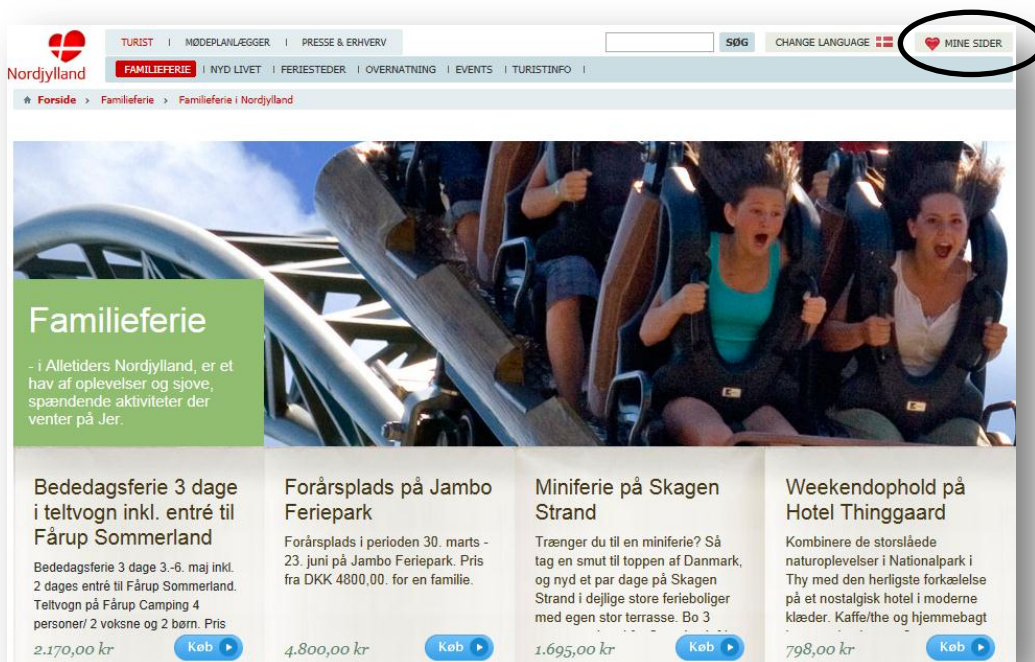 Nordjylland
TURIST | MØDEPLANLÆGGER | PRESSE & ERHVERV
SØG
CHANGE LANGUAGE
MINE SIDER
FAMILIEFERIE | NYD LIVET | FERIESTEDER | OVERNATNING | EVENTS | TURISTINFO |
Forside > Familieferie > Familieferie i Nordjylland
Familieferie
- i Alletiders Nordjylland, er et
hav af oplevelser og sjove,
spændende aktiviteter der
venter på Jer.
Bededagsferie 3 dage
i teltvogn inkl. entré til
Fårup Sommerland
Bededagsferie 3 dage 3.-6. maj inkl.
2 dages entré til Fårup Sommerland.
Teltvogn på Fårup Camping 4
personer/ 2 voksne og 2 børn. Pris
2.170,00 kr
Køb
Forårsplads på Jambo
Feriepark
Forårsplads i perioden 30. marts -
23. juni på Jambo Feriepark. Pris
fra DKK 4800,00. for en familie.
4.800,00 kr
Køb
Miniferie på Skagen
Strand
Trænger du til en miniferie? Så
tag en smut til toppen af Danmark,
og nyd et par dage på Skagen
Strand i dejlige store ferieboliger
med egen stor terrasse. Bo 3
1.695,00 kr
Køb
Weekendophold på
Hotel Thinggaard
Kombinere de storslåede
naturoplevelser i Nationalpark i
Thy med den herligste forkælelse
på et nostalgisk hotel i moderne
klæder. Kaffe/the og hjemmebagt
798,00 kr
Køb